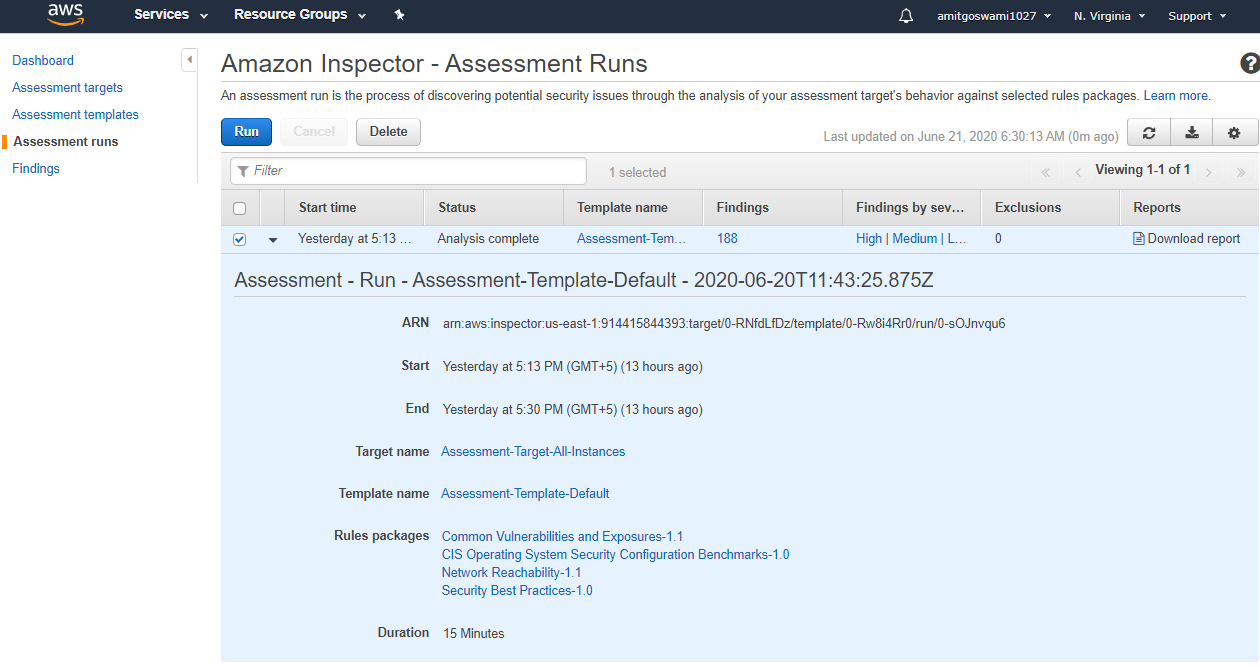 aws Services Resource Groups amitgoswami1027 N. Virginia Support
Dashboard
Assessment targets
Assessment templates
Assessment runs
Findings
Amazon Inspector - Assessment Runs
An assessment run is the process of discovering potential security issues through the analysis of your assessment target's behavior against selected rules packages. Learn more.
Run Cancel Delete Last updated on June 21, 2020 6:30:13 AM (0m ago)
Filter 1 selected « ‹ Viewing 1-1 of 1 › »
Start time Status Template name Findings Findings by sev… Exclusions Reports
Yesterday at 5:13 … Analysis complete Assessment-Tem… 188 High | Medium | L… 0 Download report
Assessment - Run - Assessment-Template-Default - 2020-06-20T11:43:25.875Z
ARN arn:aws:inspector:us-east-1:914415844393:target/0-RNfdLfDz/template/0-Rw8i4Rr0/run/0-sOJnvqu6
Start Yesterday at 5:13 PM (GMT+5) (13 hours ago)
End Yesterday at 5:30 PM (GMT+5) (13 hours ago)
Target name Assessment-Target-All-Instances
Template name Assessment-Template-Default
Rules packages Common Vulnerabilities and Exposures-1.1
CIS Operating System Security Configuration Benchmarks-1.0
Network Reachability-1.1
Security Best Practices-1.0
Duration 15 Minutes